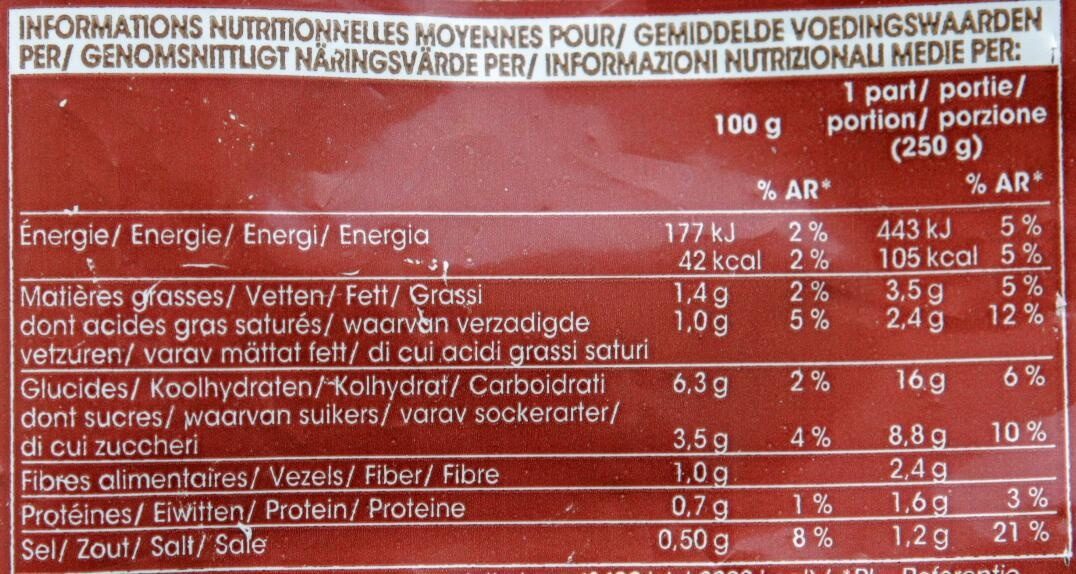 INFORMATIONS NUTRITIONNELLES MOYENNES POUR/ GEMIDDELDE VOEDINGSWAARDEN
PER/ GENOMSNITTLIGT NÄRINGSVÄRDE PER/ INFORMAZIONI NUTRIZIONALI MEDIE PER:
1 part/ portie/
100 g portion/ porzione
(250 g)
% AR* % AR*
Énergie/ Energie/ Energi/ Energia 177 kJ 2 % 443 kJ 5 %
42 kcal 2 % 105 kcal 5 %
Matières grasses/ Vetten/ Fett/ Grassi 1,4 g 2 % 3,5 g 5 %
dont acides gras saturés/ waarvan verzadigde 1,0 g 5 % 2,4 g 12 %
vetzuren/ varav mättat fett/ di cui acidi grassi saturi
Glucides/ Koolhydraten/ Kolhydrat/ Carboidrati 6,3 g 2 % 16 g 6 %
dont sucres/ waarvan suikers/ varav sockerarter/
di cui zuccheri 3,5 g 4 % 8,8 g 10 %
Fibres alimentaires/ Vezels/ Fiber/ Fibre 1,0 g 2,4 g
Protéines/ Eiwitten/ Protein/ Proteine 0,7 g 1 % 1,6 g 3 %
Sel/ Zout/ Salt/ Sale 0,50 g 8 % 1,2 g 21 %